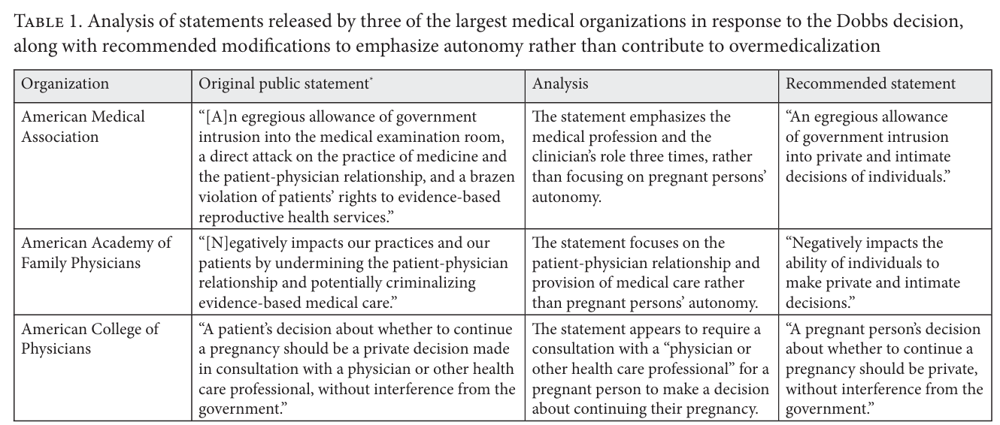 TABLE 1. Analysis of statements released by three of the largest medical organizations in response to the Dobbs decision,
along with recommended modifications to emphasize autonomy rather than contribute to overmedicalization
Organization
Original public statement*
Analysis
Recommended statement
American Medical
Association
“[A]n egregious allowance of government
intrusion into the medical examination room,
a direct attack on the practice of medicine and
the patient-physician relationship, and a brazen
violation of patients’ rights to evidence-based
reproductive health services.”
The statement emphasizes the
medical profession and the
clinician’s role three times, rather
than focusing on pregnant persons’
autonomy.
“An egregious allowance
of government intrusion
into private and intimate
decisions of individuals.”
American Academy of
Family Physicians
“[N]egatively impacts our practices and our
patients by undermining the patient-physician
relationship and potentially criminalizing
evidence-based medical care.”
The statement focuses on the
patient-physician relationship and
provision of medical care rather
than pregnant persons’ autonomy.
“Negatively impacts the
ability of individuals to
make private and intimate
decisions.”
American College of
Physicians
“A patient’s decision about whether to continue
a pregnancy should be a private decision made
in consultation with a physician or other health
care professional, without interference from the
government.”
The statement appears to require a
consultation with a “physician or
other health care professional” for a
pregnant person to make a decision
about continuing their pregnancy.
“A pregnant person’s decision
about whether to continue a
pregnancy should be private,
without interference from the
government.”